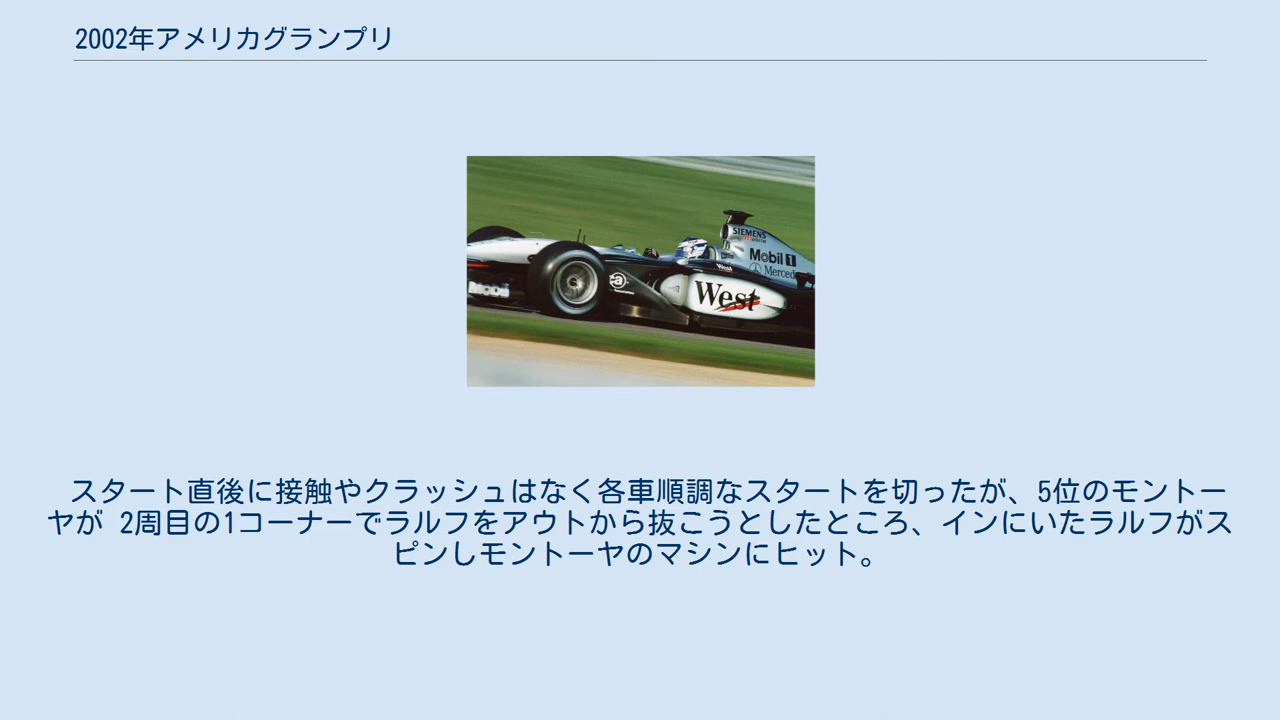 2002年アメリカグランプリ
SIEMENS
mobile
Mobil 1
Merced
West
West
Mobil
スタート直後に接触やクラッシュはなく各車順調なスタートを切ったが、5位のモントー
ヤが 2周目の1コーナーでラルフをアウトから抜こうとしたところ、インにいたラルフがス
ピンしモントーヤのマシンにヒット。